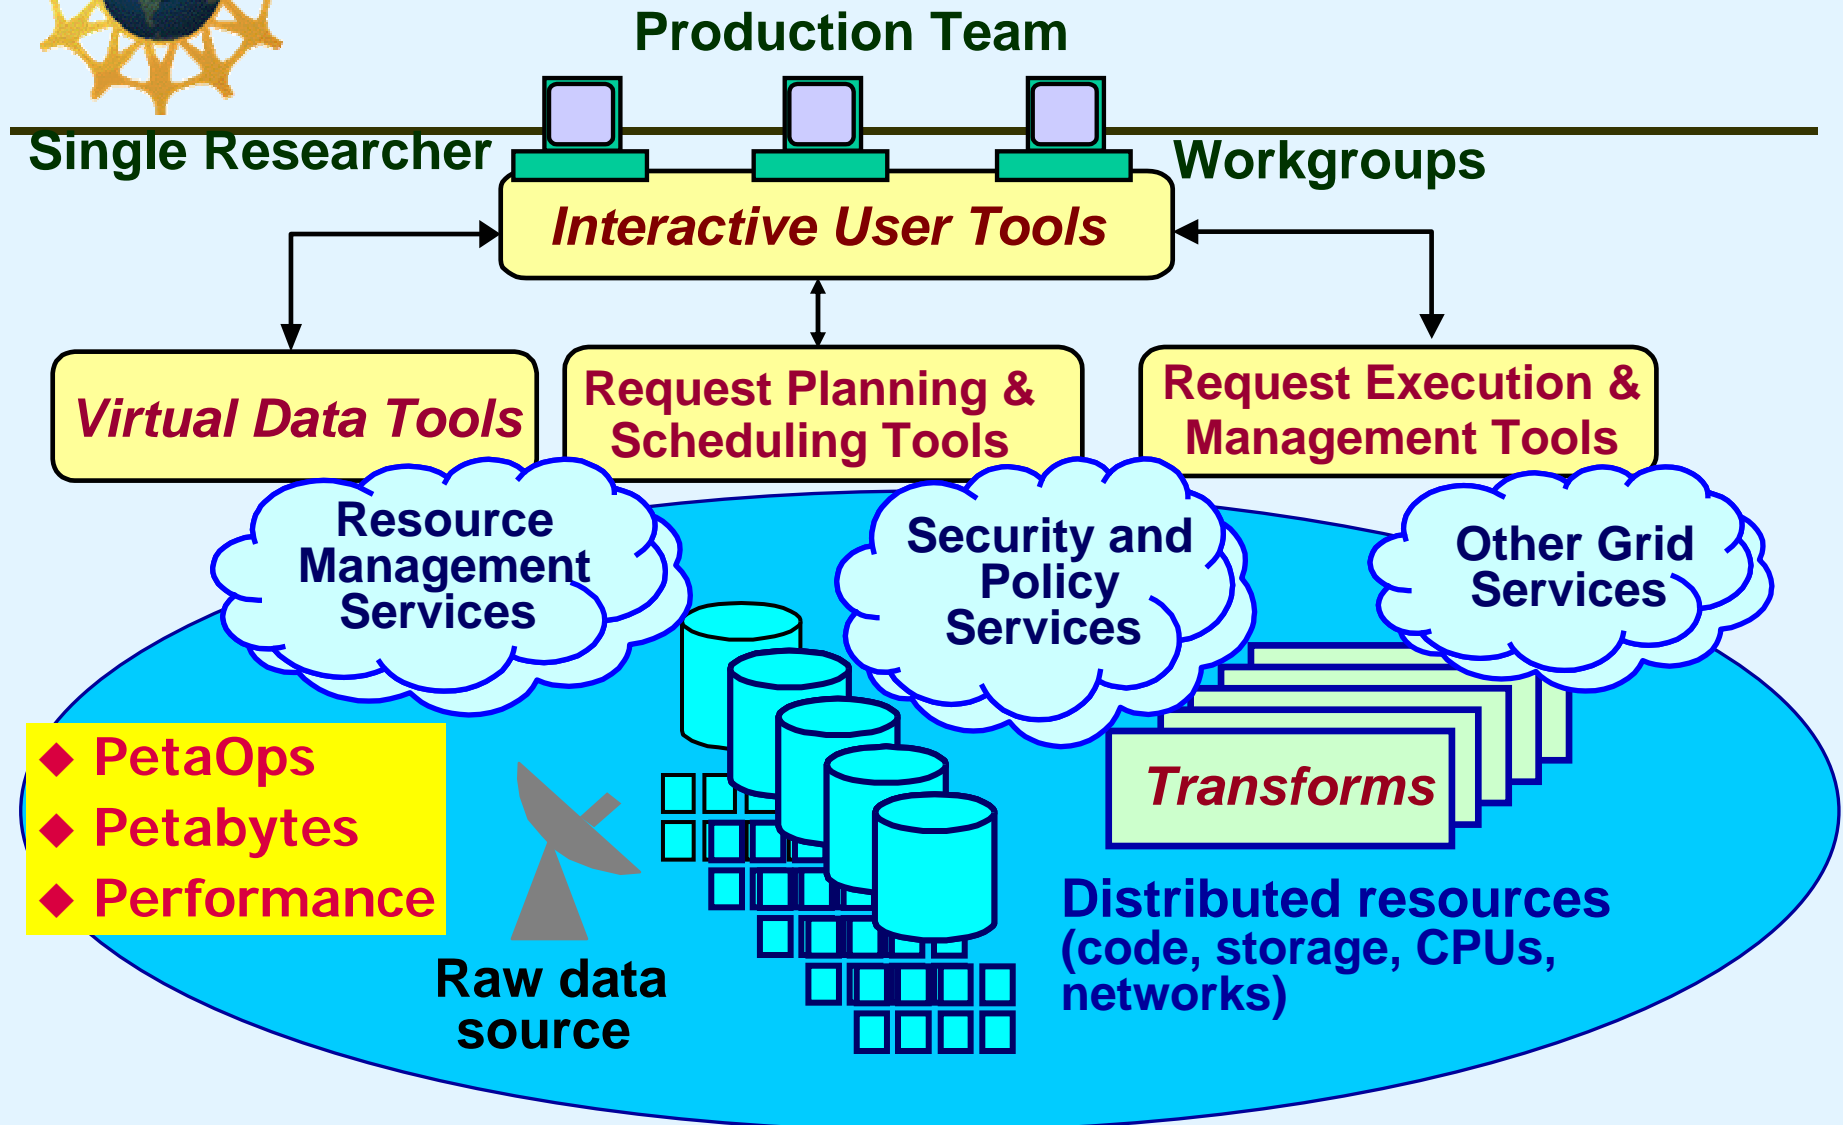 Production Team
Single Researcher
Workgroups
Interactive User Tools
Virtual Data Tools
Request Planning &
Scheduling Tools
Request Execution &
Management Tools
Resource
Management
Services
Security and
Policy
Services
Other Grid
Services
◆ PetaOps
◆ Petabytes
◆ Performance
Transforms
Raw data
source
Distributed resources
(code, storage, CPUs,
networks)